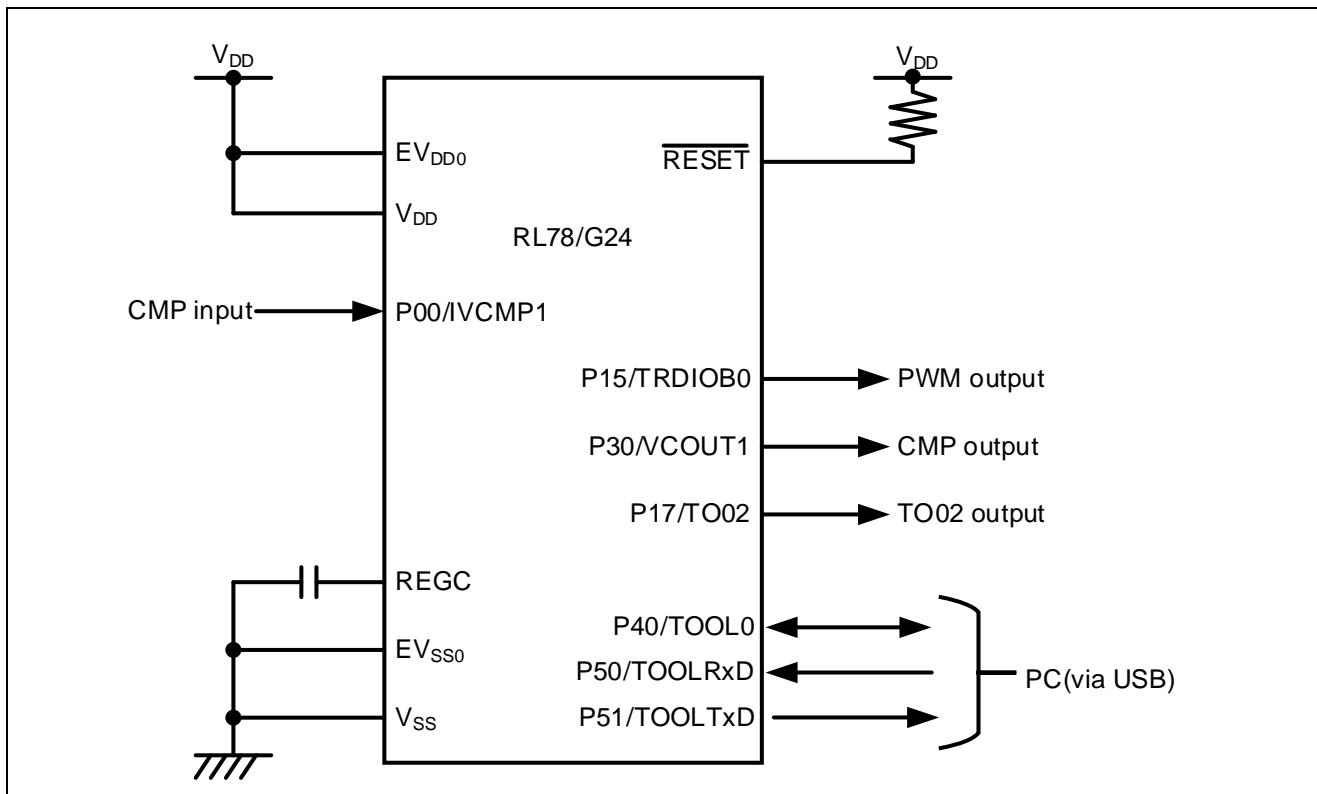 VDD
VDD
EVDD0
RESET
VDD
RL78/G24
CMP input
P00/IVCMP1
P15/TRDIOB0
PWM output
P30/VCOUT1
CMP output
P17/TO02
TO02 output
REGC
P40/TOOL0
EVSS0
P50/TOOLRxD
PC(via USB)
VSS
P51/TOOLTxD